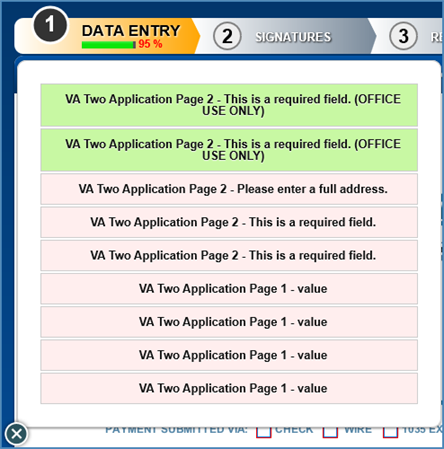 1
DATA ENTRY
95 %
2
SIGNATURES
3
VA Two Application Page 2 - This is a required field. (OFFICE
USE ONLY)
VA Two Application Page 2 - This is a required field. (OFFICE
USE ONLY)
VA Two Application Page 2 - Please enter a full address.
VA Two Application Page 2 - This is a required field.
VA Two Application Page 2 - This is a required field.
VA Two Application Page 1 - value
VA Two Application Page 1 - value
VA Two Application Page 1 - value
VA Two Application Page 1 - value
PAYMENT SUBMITTED VIA: CHECK WIRE 1035 EX